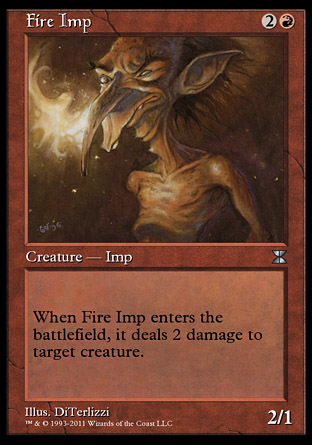 Fire Imp 2
Creature — Imp
When Fire Imp enters the
battlefield, it deals 2 damage to
target creature.
Illus. DiTerlizzi
™ & © 1993-2011 Wizards of the Coast LLC
2/1